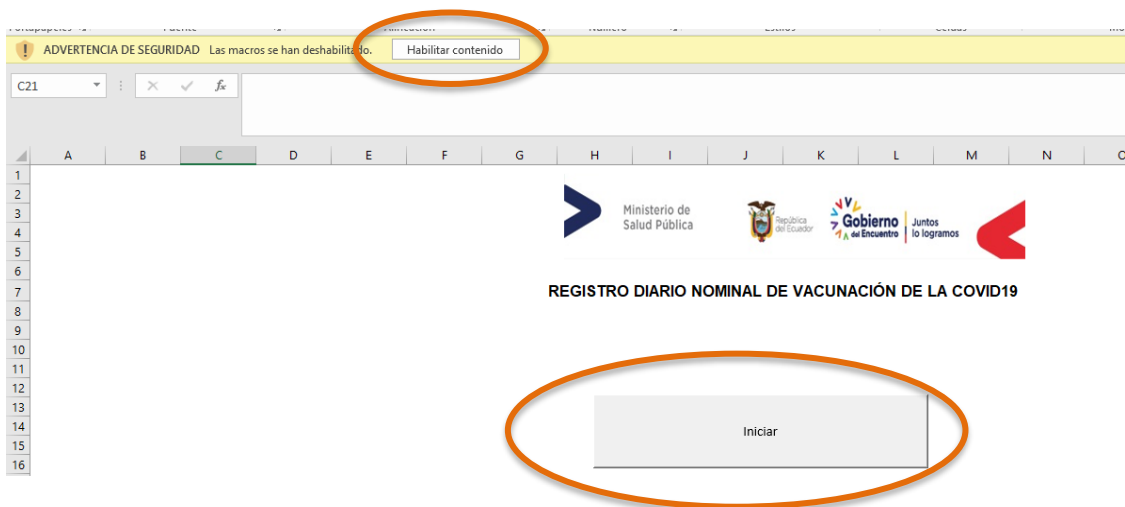 ADVERTENCIA DE SEGURIDAD Las macros se han deshabilitado. Habilitar contenido
C21 fx
A B C D E F G H I J K L M N O
1
2
3
4
5
6
7
8
9
10
11
12
13
14
15
16
Ministerio de
Salud Pública
República
del Ecuador
Gobierno
del Encuentro
Juntos
lo logramos
REGISTRO DIARIO NOMINAL DE VACUNACIÓN DE LA COVID19
Iniciar